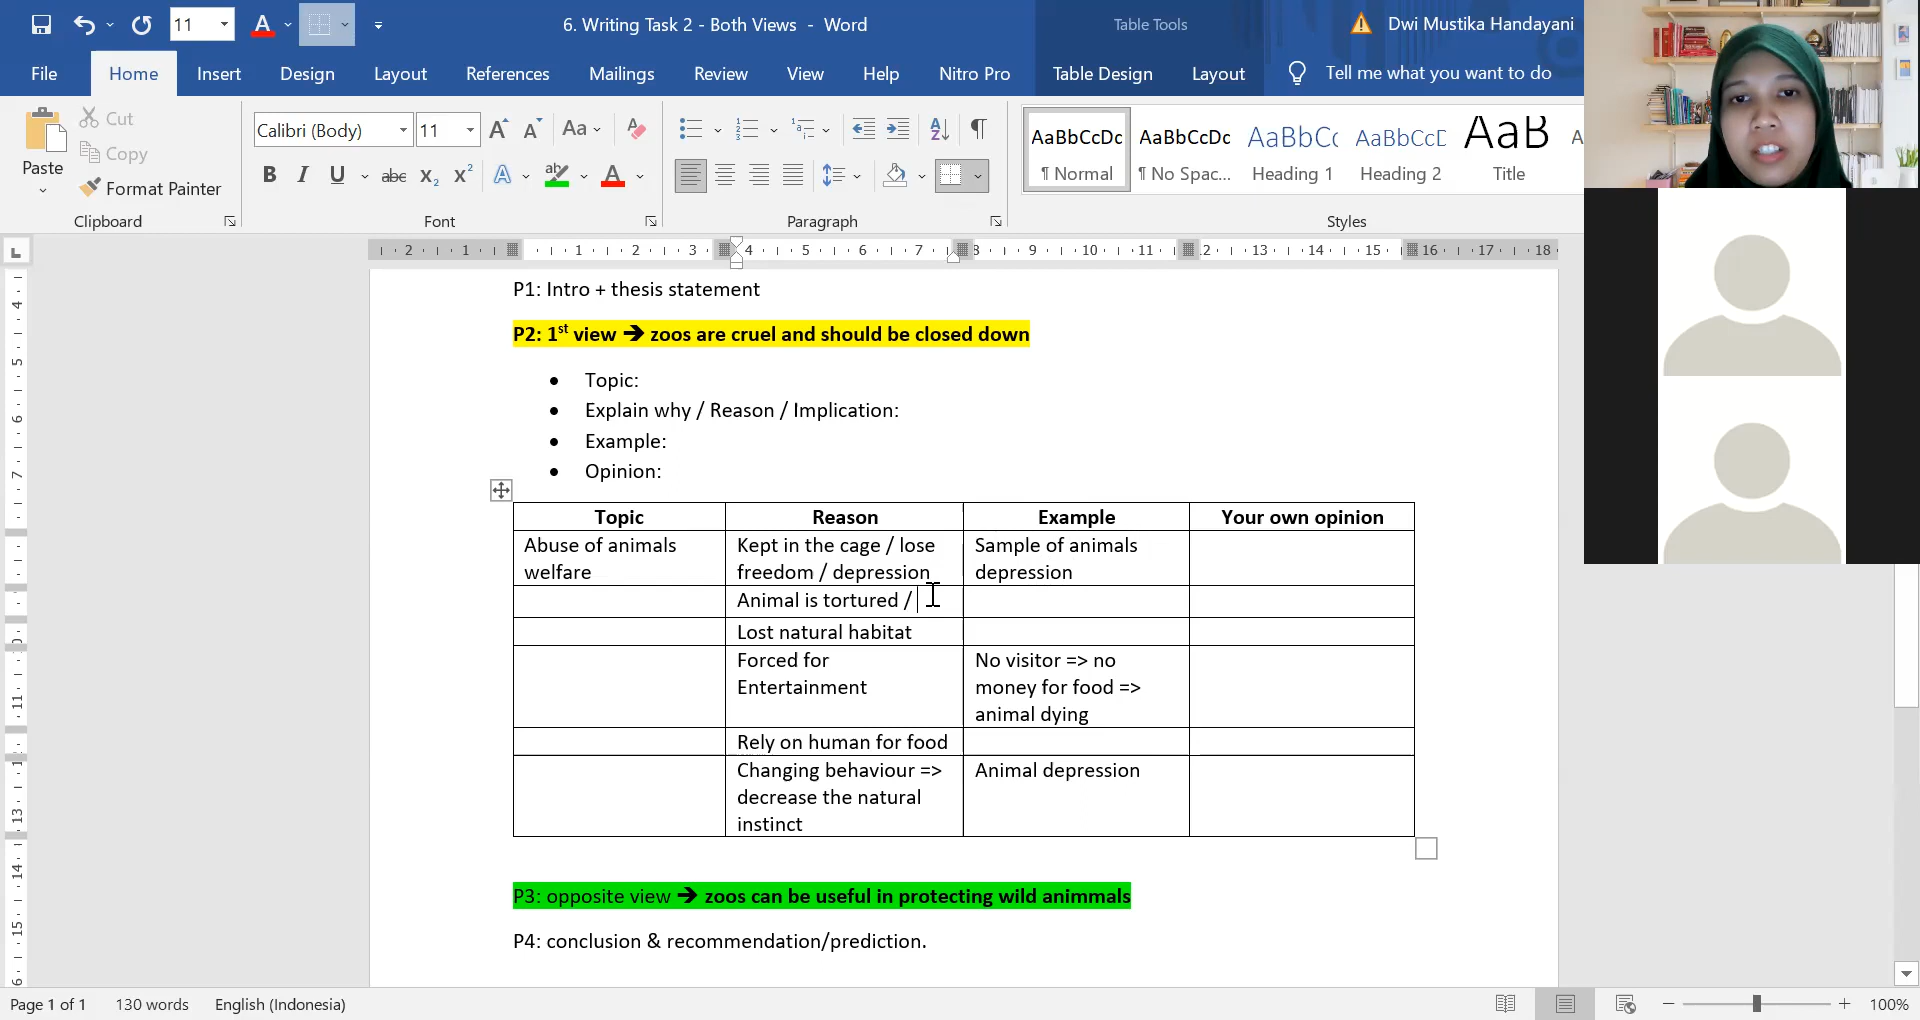 11
6. Writing Task 2 - Both Views - Word
Table Tools
Dwi Mustika Handayani
File
Home
Insert
Design
Layout
References
Mailings
Review
View
Help
Nitro Pro
Table Design
Layout
Tell me what you want to do
Paste
Cut
Copy
Format Painter
Clipboard
Calibri (Body)
11
Font
Paragraph
AaBbCcDc
¶ Normal
AaBbCcDc
¶ No Spac...
AaBbCc
Heading 1
AaBbCcD
Heading 2
AaB
Title
Styles
P1: Intro + thesis statement
P2: 1st view ➔ zoos are cruel and should be closed down
• Topic:
• Explain why / Reason / Implication:
• Example:
• Opinion:
Topic
Reason
Example
Your own opinion
Abuse of animals
welfare
Kept in the cage / lose
freedom / depression
Sample of animals
depression
Animal is tortured /
Lost natural habitat
Forced for
Entertainment
No visitor => no
money for food =>
animal dying
Rely on human for food
Changing behaviour =>
decrease the natural
instinct
Animal depression
P3: opposite view ➔ zoos can be useful in protecting wild animmals
P4: conclusion & recommendation/prediction.
Page 1 of 1
130 words
English (Indonesia)
100%